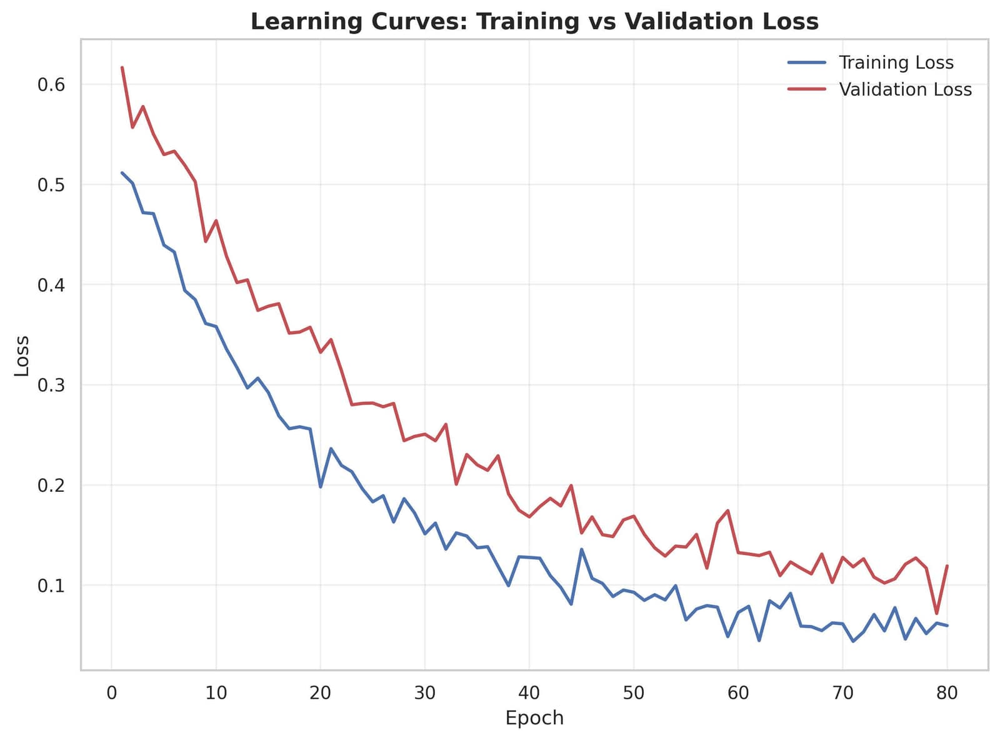 Learning Curves: Training vs Validation Loss
Training Loss
Validation Loss
Loss
0.6
0.5
0.4
0.3
0.2
0.1
0 10 20 30 40 50 60 70 80
Epoch